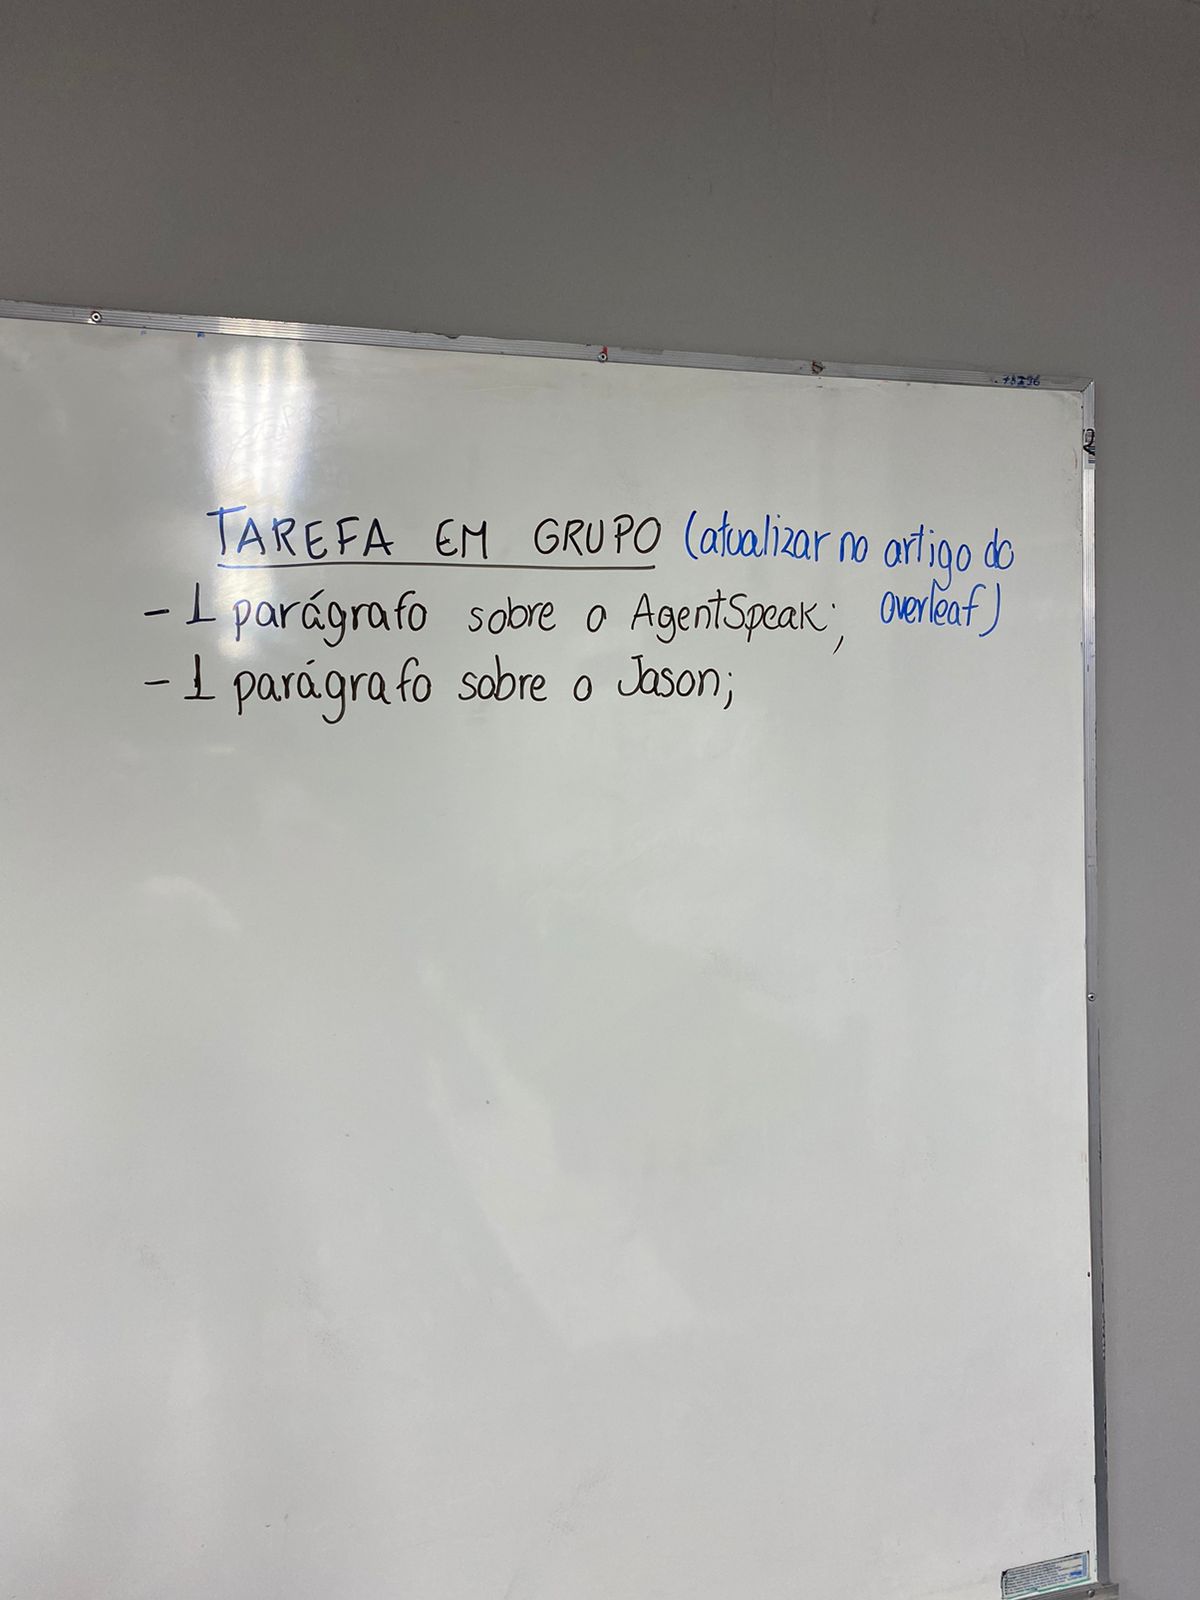 TAREFA EM GRUPO (atualizar no artigo do
overleaf)
- 1 parágrafo sobre o AgentSpeak;
- 1 parágrafo sobre o Jason;